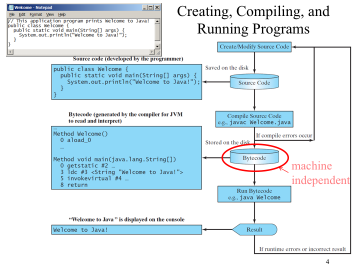 Welcome - Notepad
File Edit Format View Help
// This application program prints Welcome to Java!
public class Welcome {
public static void main(String[] args) {
System.out.println("Welcome to Java!");
}
}
Creating, Compiling, and
Running Programs
Source code (developed by the programmer)
public class Welcome {
public static void main(String[] args) {
System.out.println("Welcome to Java!");
}
}
Bytecode (generated by the compiler for JVM
to read and interpret)
Method Welcome()
0 aload_0
…
Method void main(java.lang.String[])
0 getstatic #2 …
3 ldc #3 <String "Welcome to Java!">
5 invokevirtual #4 …
8 return
"Welcome to Java" is displayed on the console
Welcome to Java!
Create/Modify Source Code
Saved on the disk
Source Code
Compile Source Code
e.g., javac Welcome.java
If compile errors occur
Stored on the disk
Bytecode
machine
independent
Run Bytecode
e.g., java Welcome
Result
If runtime errors or incorrect result
4